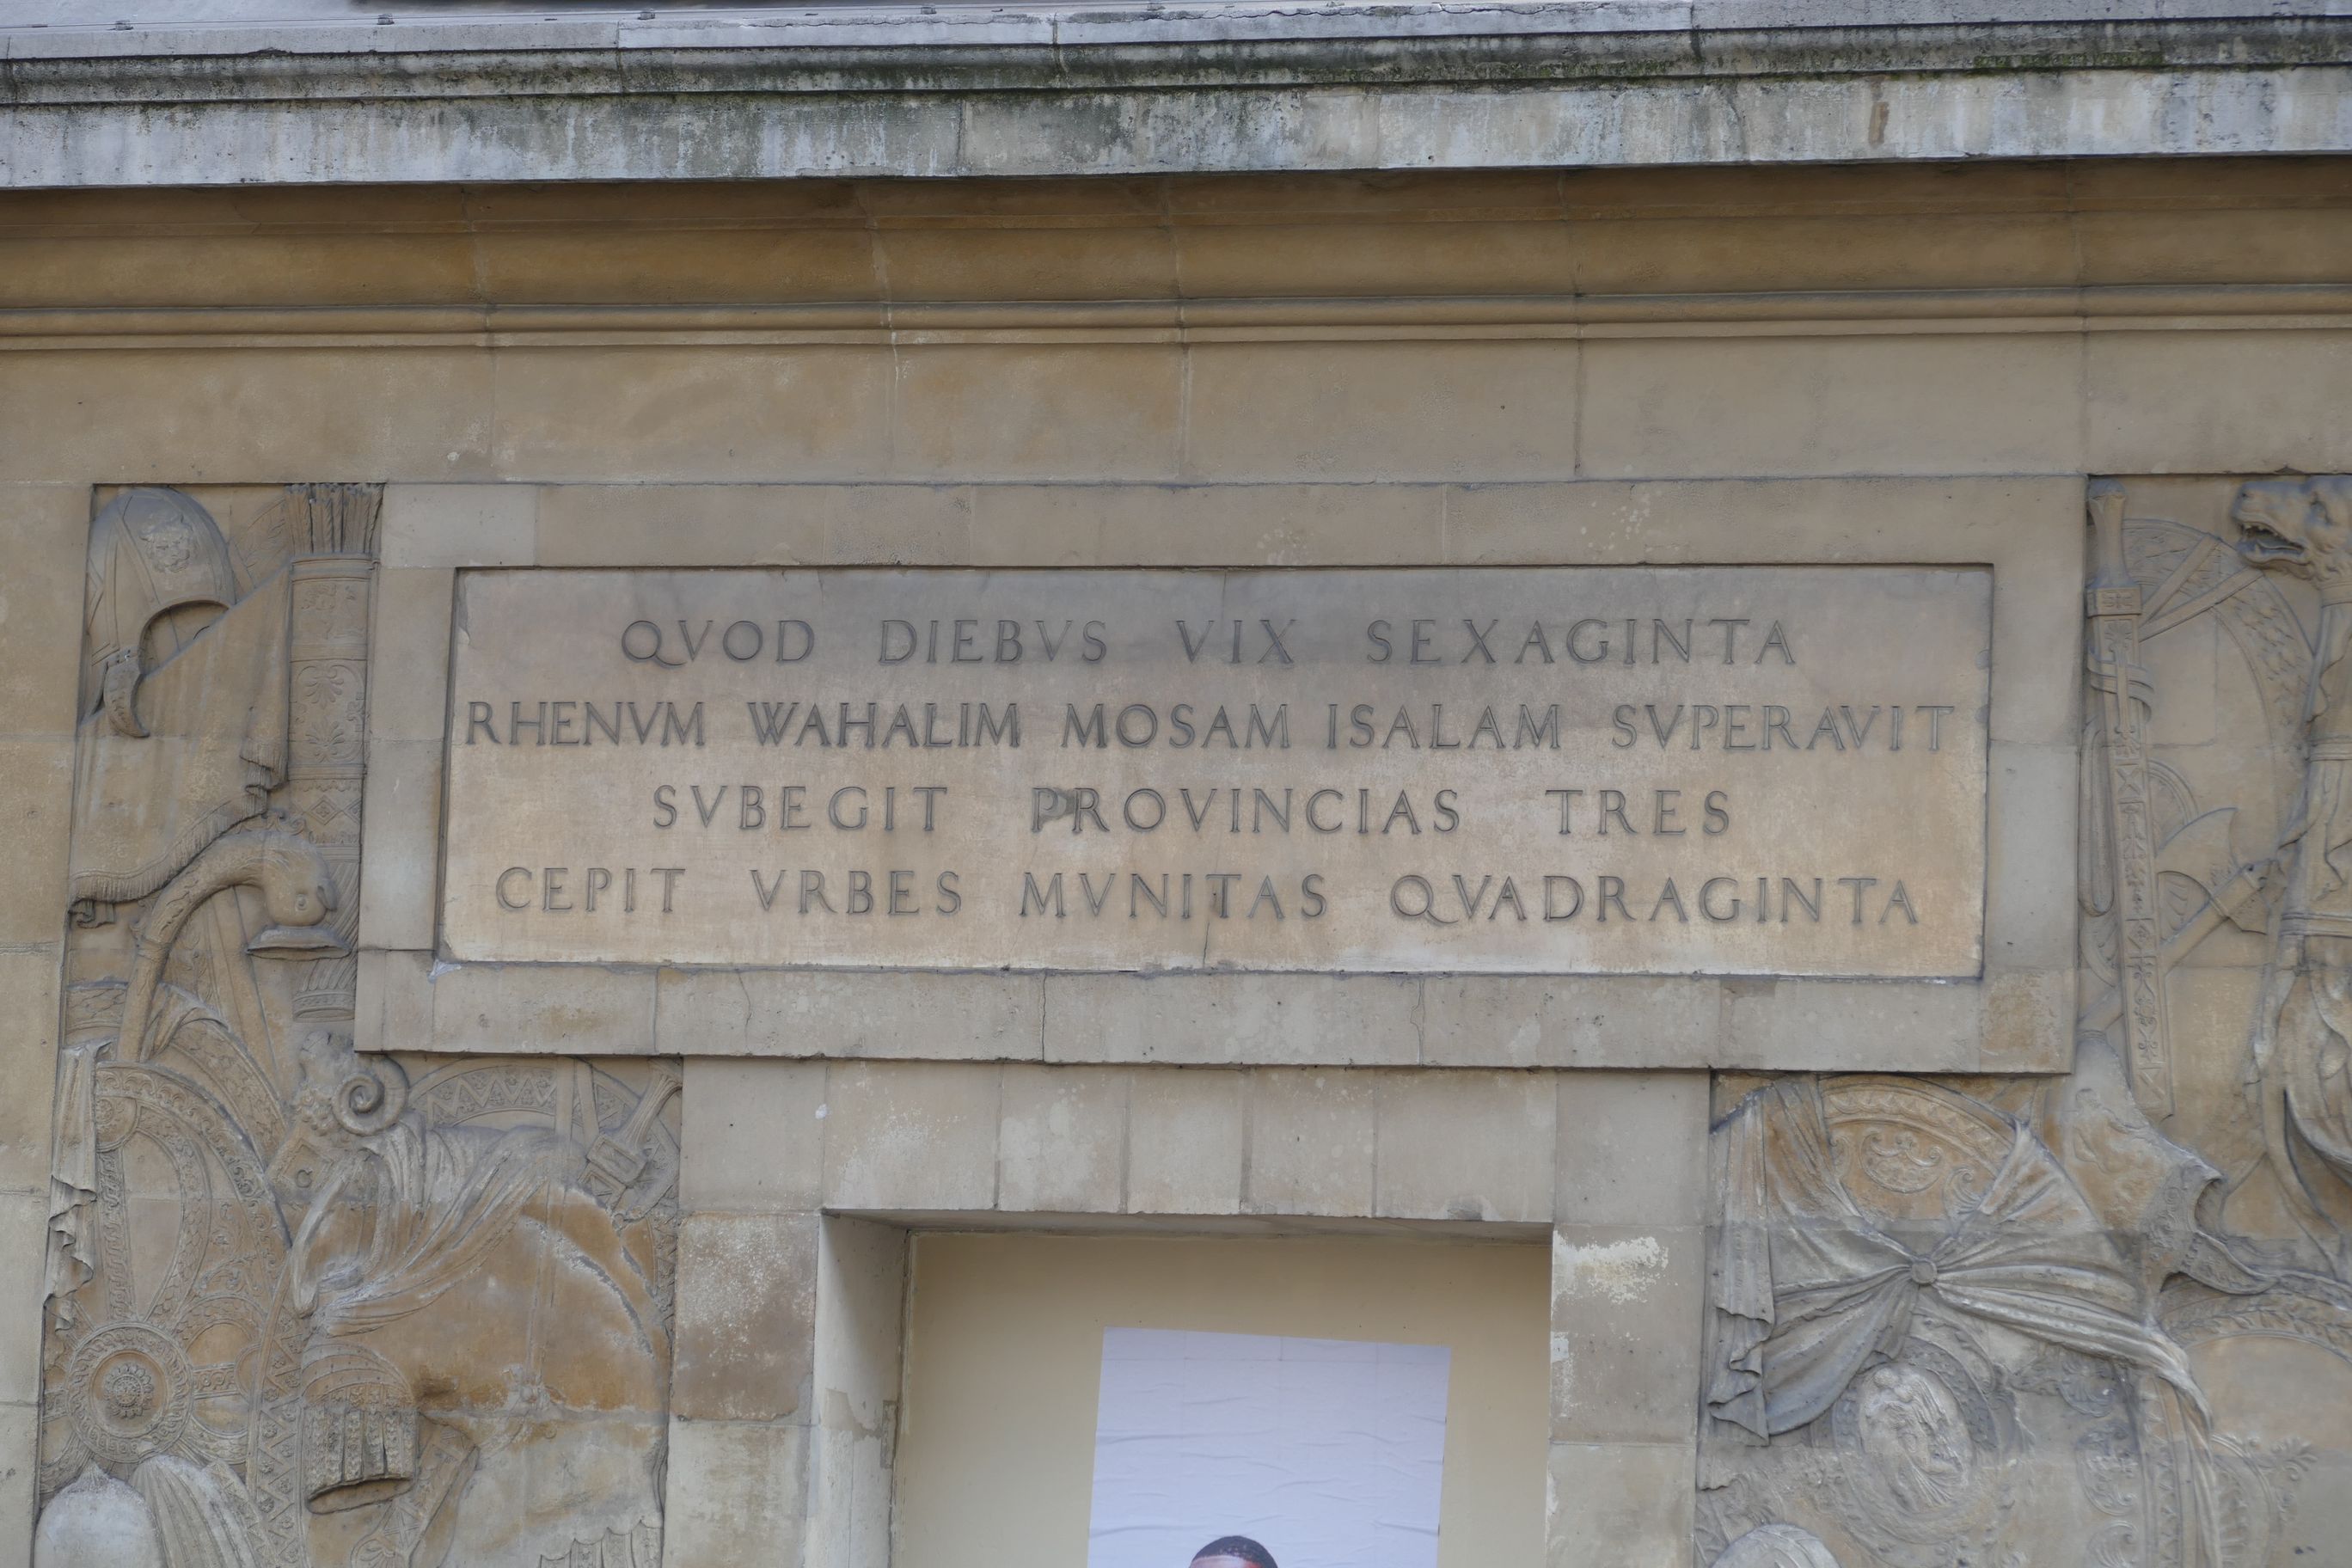 QVOD DIEBVS VIX SEXAGINTA
RHENVM WAHALIM MOSAM ISALAM SVPERAVIT
SVBEGIT PROVINCIAS TRES
CEPIT VRBES MVNITAS QVADRAGINTA